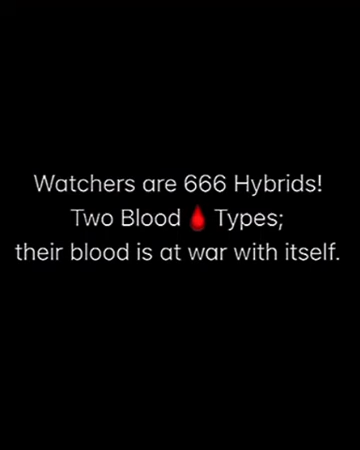 Watchers are 666 Hybrids!
Two Blood 🩸 Types;
their blood is at war with itself.